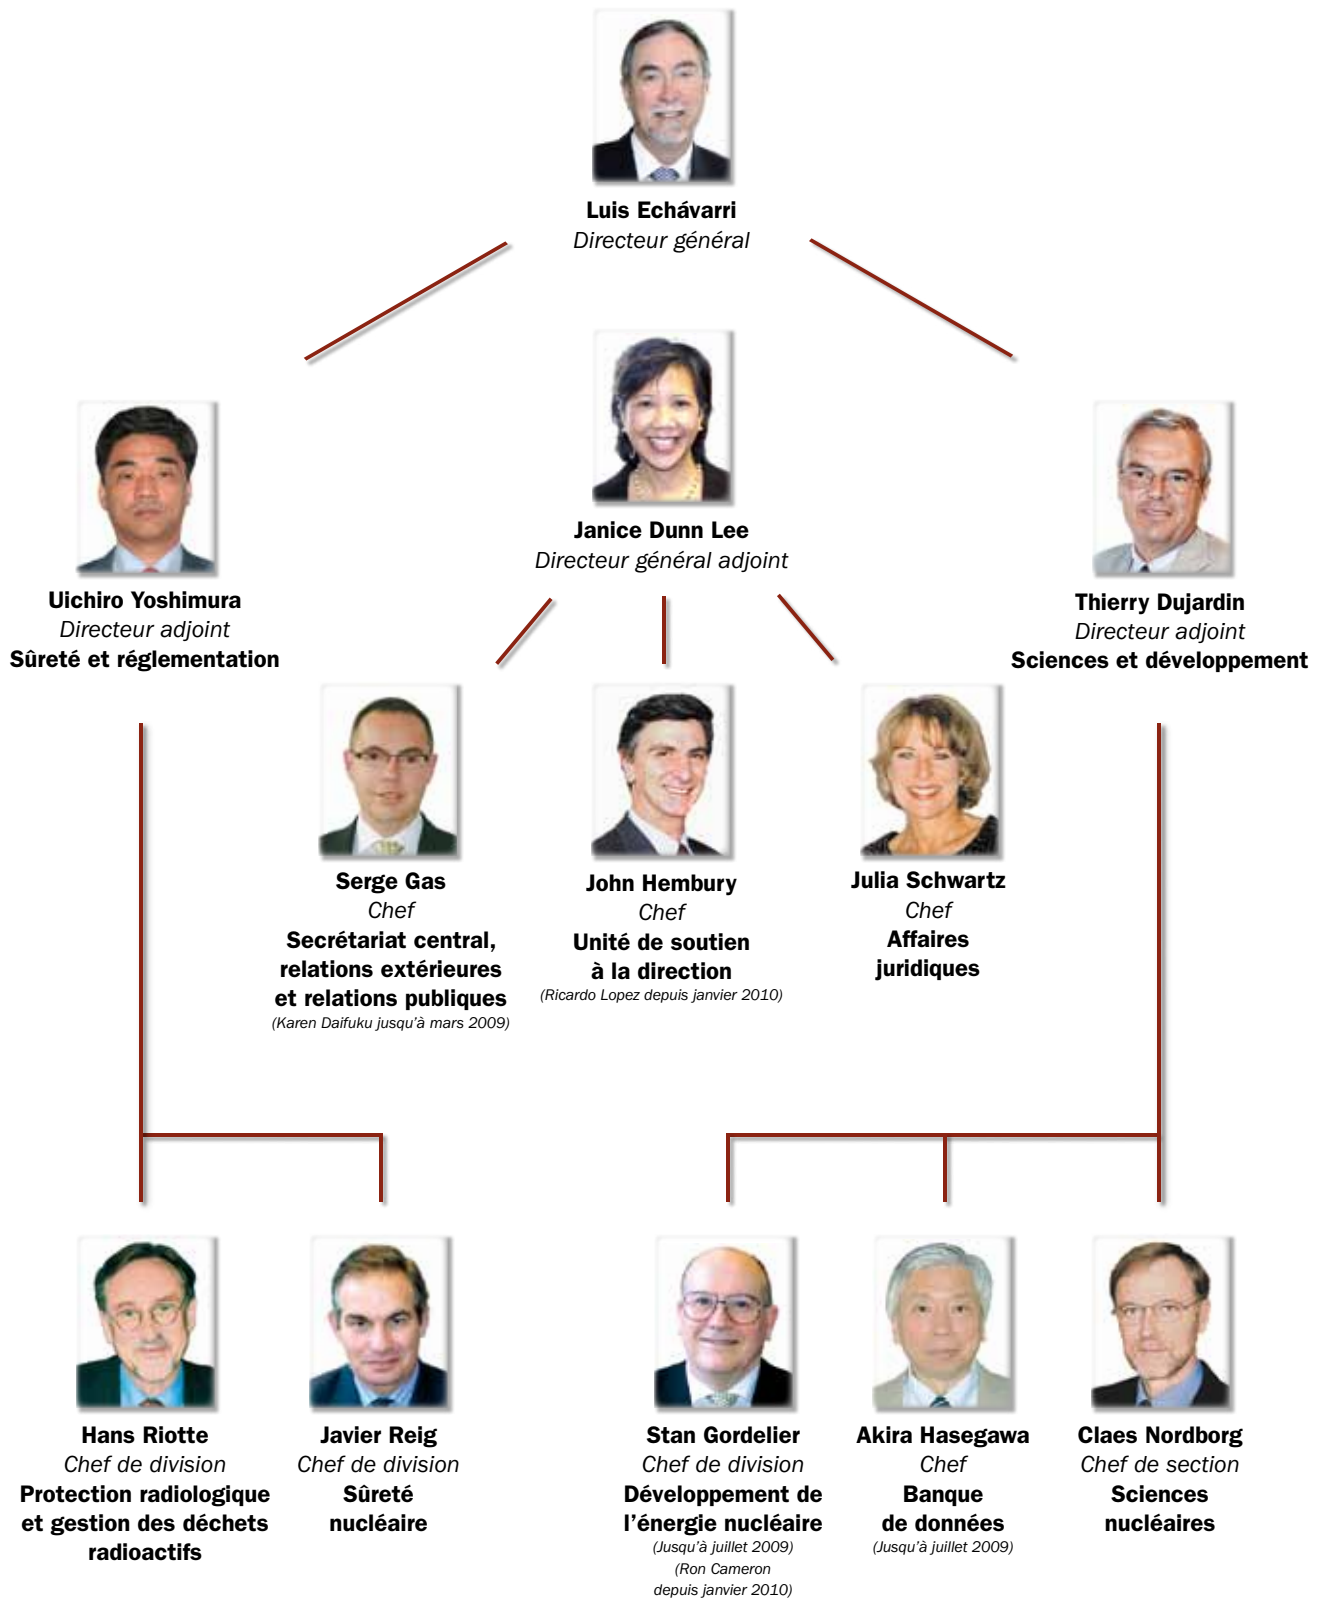 Luis Echávarri
Directeur général
Janice Dunn Lee
Directeur général adjoint
Uichiro Yoshimura
Directeur adjoint
Sûreté et réglementation
Thierry Dujardin
Directeur adjoint
Sciences et développement
Serge Gas
Chef
Secrétariat central,
relations extérieures
et relations publiques
(Karen Daifuku jusqu'à mars 2009)
John Hembury
Chef
Unité de soutien
à la direction
(Ricardo Lopez depuis janvier 2010)
Julia Schwartz
Chef
Affaires
juridiques
Hans Riotte
Chef de division
Protection radiologique
et gestion des déchets
radioactifs
Javier Reig
Chef de division
Sûreté
nucléaire
Stan Gordelier
Chef de division
Développement de
l'énergie nucléaire
(Jusqu'à juillet 2009)
(Ron Cameron
depuis janvier 2010)
Akira Hasegawa
Chef
Banque
de données
(Jusqu'à juillet 2009)
Claes Nordborg
Chef de section
Sciences
nucléaires